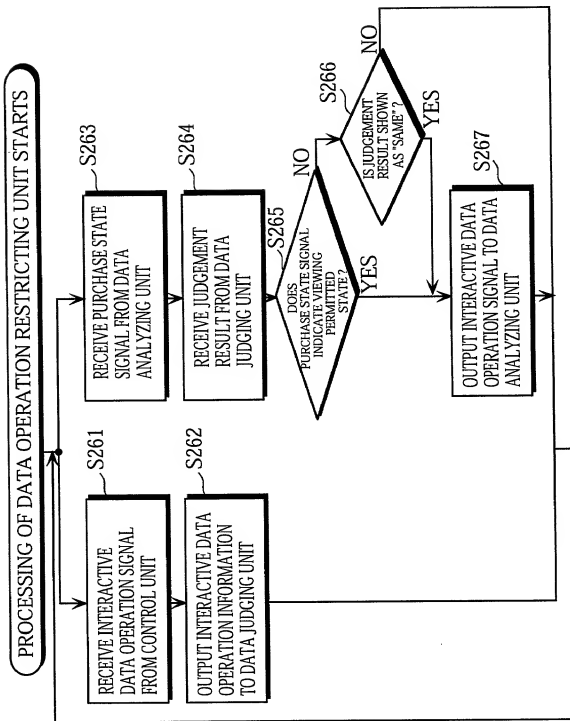 PROCESSING OF DATA OPERATION RESTRICTING UNIT STARTS
S261
RECEIVE INTERACTIVE
DATA OPERATION SIGNAL
FROM CONTROL UNIT
S262
OUTPUT INTERACTIVE DATA
OPERATION INFORMATION
TO DATA JUDGING UNIT
S263
RECEIVE PURCHASE STATE
SIGNAL FROM DATA
ANALYZING UNIT
S264
RECEIVE JUDGEMENT
RESULT FROM DATA
JUDGING UNIT
S265
DOES
PURCHASE STATE SIGNAL
INDICATE VIEWING
PERMITTED
STATE ?
NO
YES
S266
IS JUDGEMENT
RESULT SHOWN
AS "SAME" ?
NO
YES
S267
OUTPUT INTERACTIVE DATA
OPERATION SIGNAL TO DATA
ANALYZING UNIT